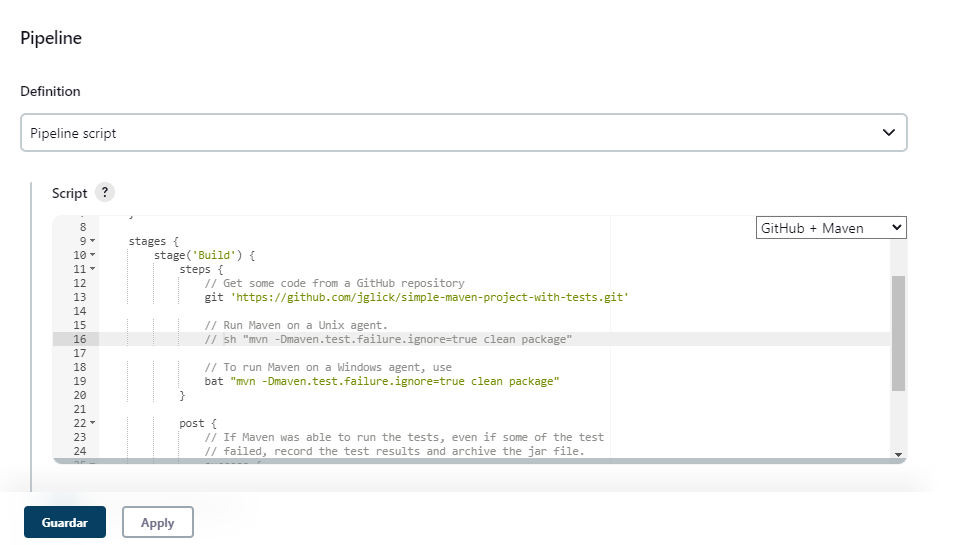 Pipeline
Definition
Pipeline script
Script ?
GitHub + Maven
8
9 stages {
10 stage('Build') {
11 steps {
12 // Get some code from a GitHub repository
13 git 'https://github.com/jglick/simple-maven-project-with-tests.git'
14
15 // Run Maven on a Unix agent.
16 // sh "mvn -Dmaven.test.failure.ignore=true clean package"
17
18 // To run Maven on a Windows agent, use
19 bat "mvn -Dmaven.test.failure.ignore=true clean package"
20 }
21
22 post {
23 // If Maven was able to run the tests, even if some of the test
24 // failed, record the test results and archive the jar file.
Guardar
Apply